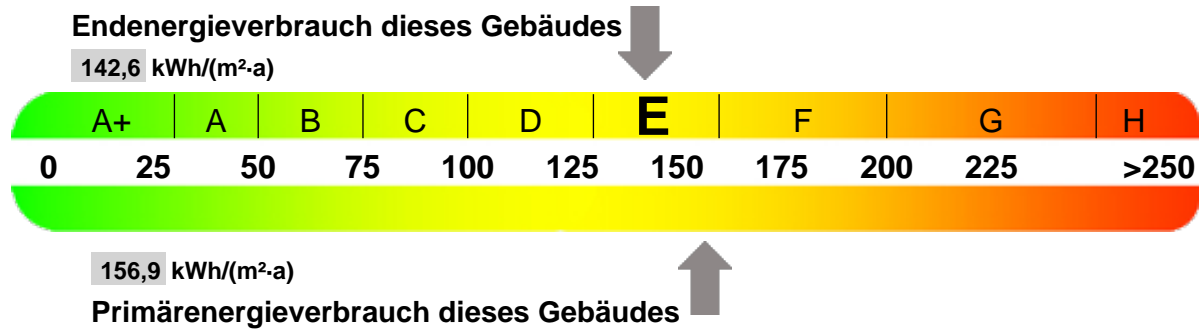 Endenergieverbrauch dieses Gebäudes
142,6 kWh/(m²·a)
A+ A B C D E F G H
0 25 50 75 100 125 150 175 200 225 >250
156,9 kWh/(m²·a)
Primärenergieverbrauch dieses Gebäudes